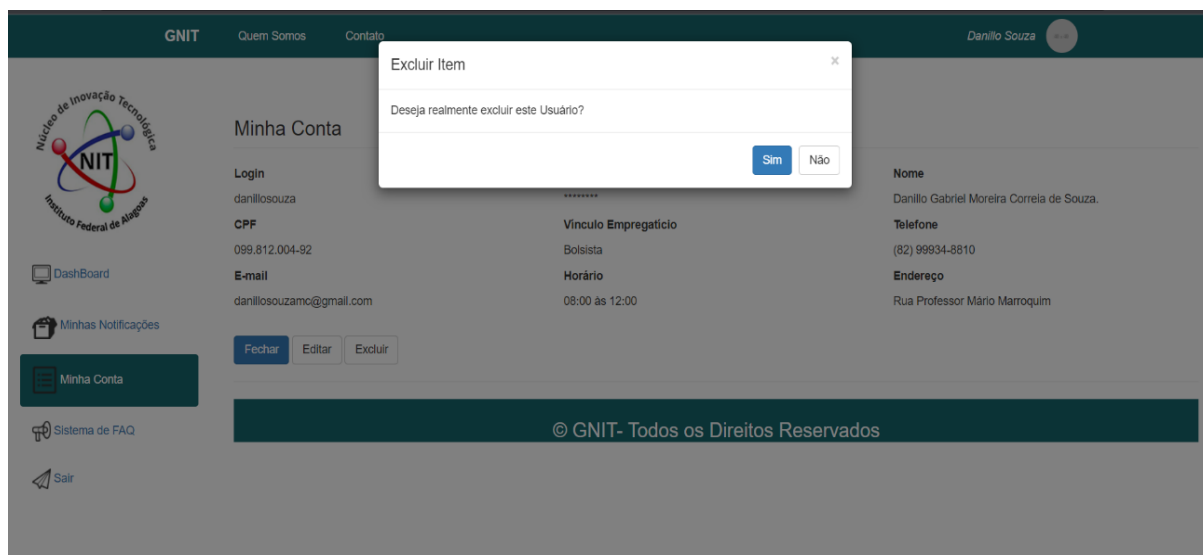 GNIT Quem Somos Contato Danillo Souza
Excluir Item ×
Deseja realmente excluir este Usuário?
Sim Não
Núcleo de Inovação Tecnológica
NIT
Instituto Federal de Alagoas
DashBoard
Minhas Notificações
Minha Conta
Sistema de FAQ
Sair
Minha Conta
Login Nome
danillosouza ******** Danillo Gabriel Moreira Correia de Souza.
CPF Vinculo Empregaticio Telefone
099.812.004-92 Bolsista (82) 99934-8810
E-mail Horário Endereço
danillosouzamc@gmail.com 08:00 às 12:00 Rua Professor Mário Marroquim
Fechar Editar Excluir
© GNIT- Todos os Direitos Reservados